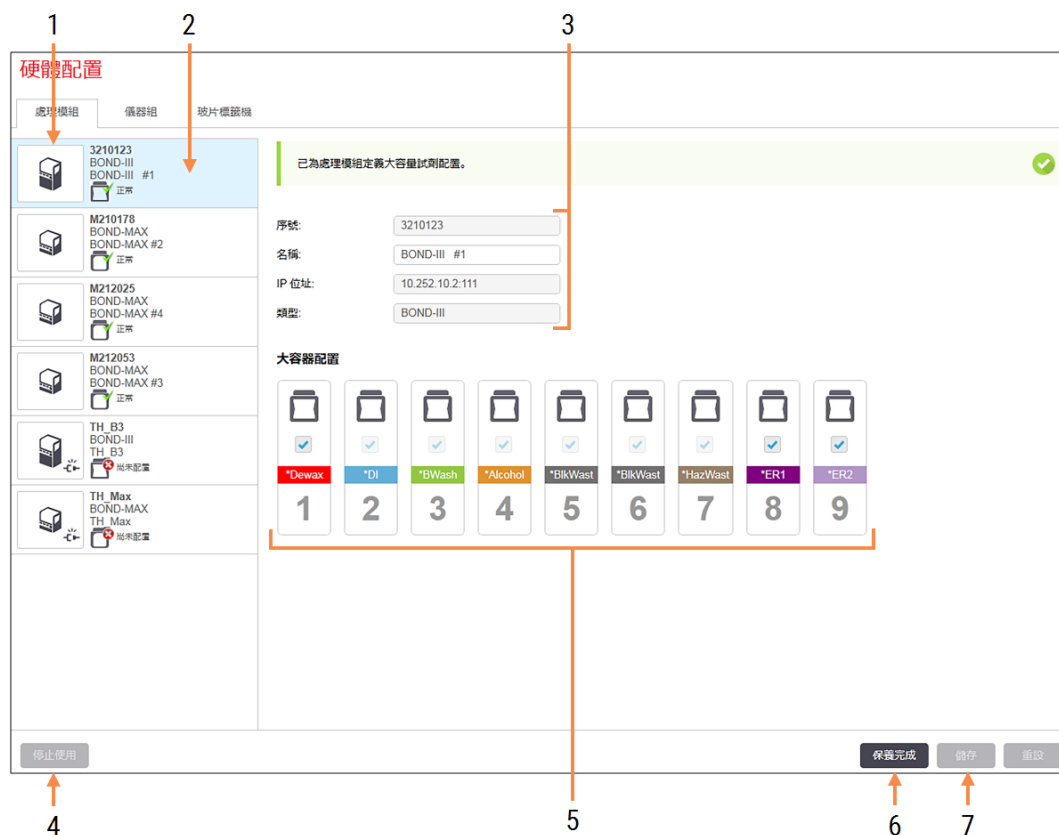 1 2 3
硬體配置
處理模組 儀器組 玻片標籤機
3210123
BOND-III
BOND-III #1
正常
M210178
BOND-MAX
BOND-MAX #2
正常
M212025
BOND-MAX
BOND-MAX #4
正常
M212053
BOND-MAX
BOND-MAX #3
正常
TH_B3
BOND-III
TH_B3
尚未配置
TH_Max
BOND-MAX
TH_Max
尚未配置
已為處理模組定義大容量試劑配置。
序號: 3210123
名稱: BOND-III #1
IP 位址: 10.252.10.2:111
類型: BOND-III
大容器配置
*Dewax *DI *BWash *Alcohol *BlkWast *BlkWast *HazWast *ER1 *ER2
1 2 3 4 5 6 7 8 9
停止使用 保養完成 儲存 重設
4 5 6 7